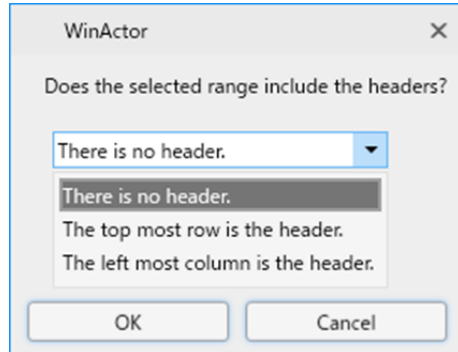 WinActor
Does the selected range include the headers?
There is no header.
There is no header.
The top most row is the header.
The left most column is the header.
OK
Cancel